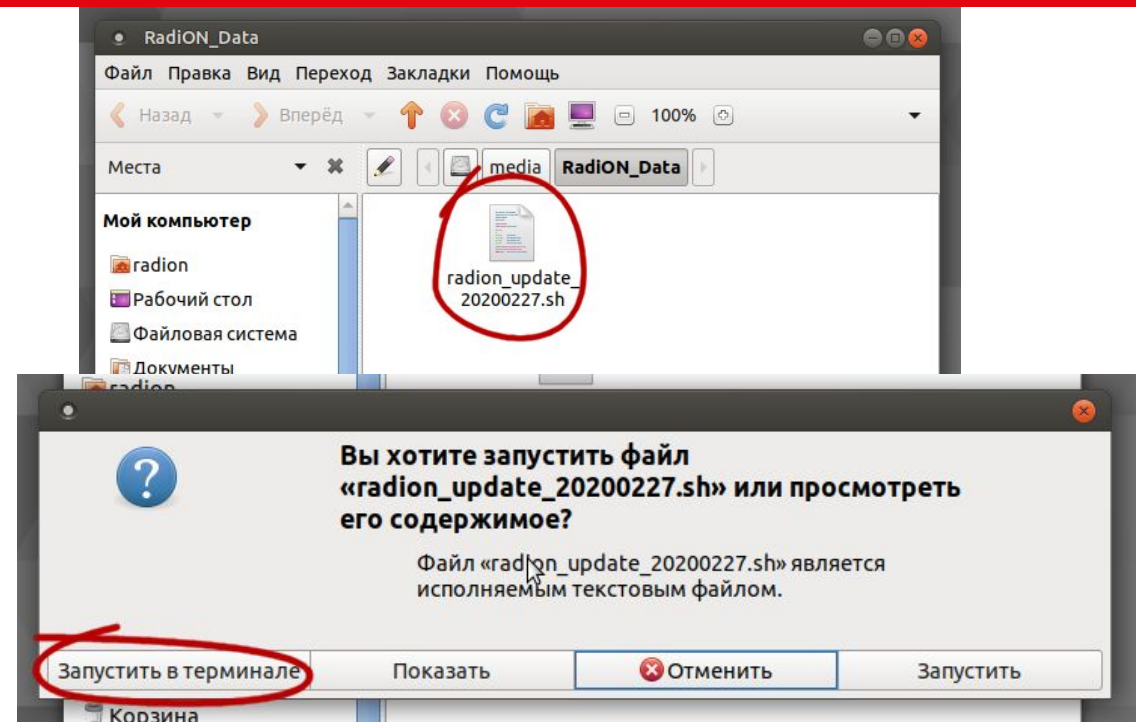 RadiON_Data
Файл Правка Вид Переход Закладки Помощь
Назад Вперёд 100%
Места
media RadiON_Data
Мой компьютер
radion
Рабочий стол
Файловая система
Документы
radion_update_
20200227.sh
radion
Вы хотите запустить файл
«radion_update_20200227.sh» или просмотреть
его содержимое?
Файл «radion_update_20200227.sh» является
исполняемым текстовым файлом.
Запустить в терминале Показать Отменить Запустить
Корзина